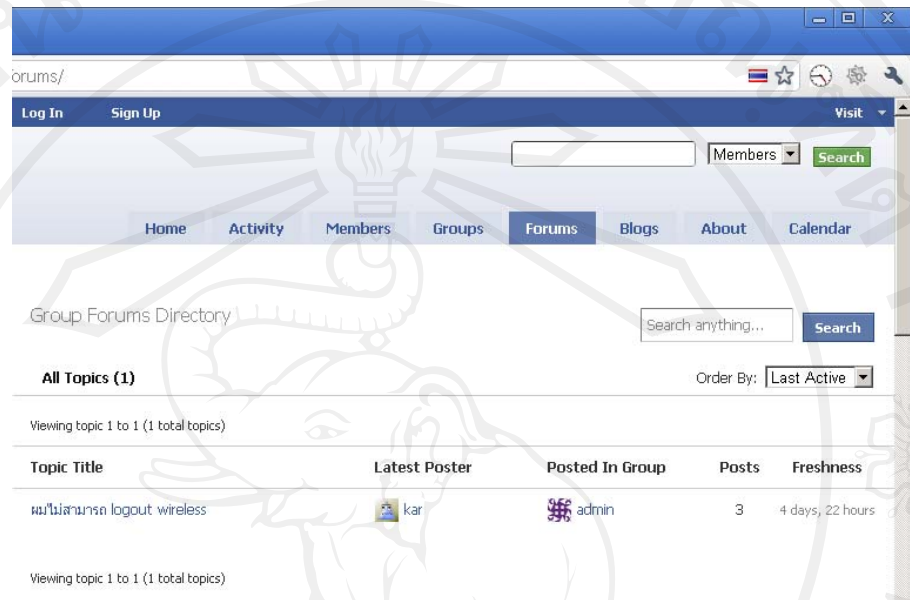 orums/
Log In Sign Up Visit
Members Search
Home Activity Members Groups Forums Blogs About Calendar
Group Forums Directory Search anything... Search
All Topics (1) Order By: Last Active
Viewing topic 1 to 1 (1 total topics)
Topic Title Latest Poster Posted In Group Posts Freshness
ผมไม่สามารถ logout wireless kar admin 3 4 days, 22 hours
Viewing topic 1 to 1 (1 total topics)